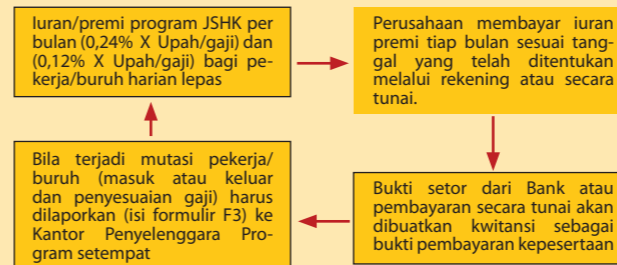 Iuran/premi program JSHK per
bulan (0,24% X Upah/gaji) dan
(0,12% X Upah/gaji) bagi pe-
kerja/buruh harian lepas
Perusahaan membayar iuran
premi tiap bulan sesuai tang-
gal yang telah ditentukan
melalui rekening atau secara
tunai.
Bukti setor dari Bank atau
pembayaran secara tunai akan
dibuatkan kwitansi sebagai
bukti pembayaran kepesertaan
Bila terjadi mutasi pekerja/
buruh (masuk atau keluar
dan penyesuaian gaji) harus
dilaporkan (isi formulir F3) ke
Kantor Penyelenggara Pro-
gram setempat